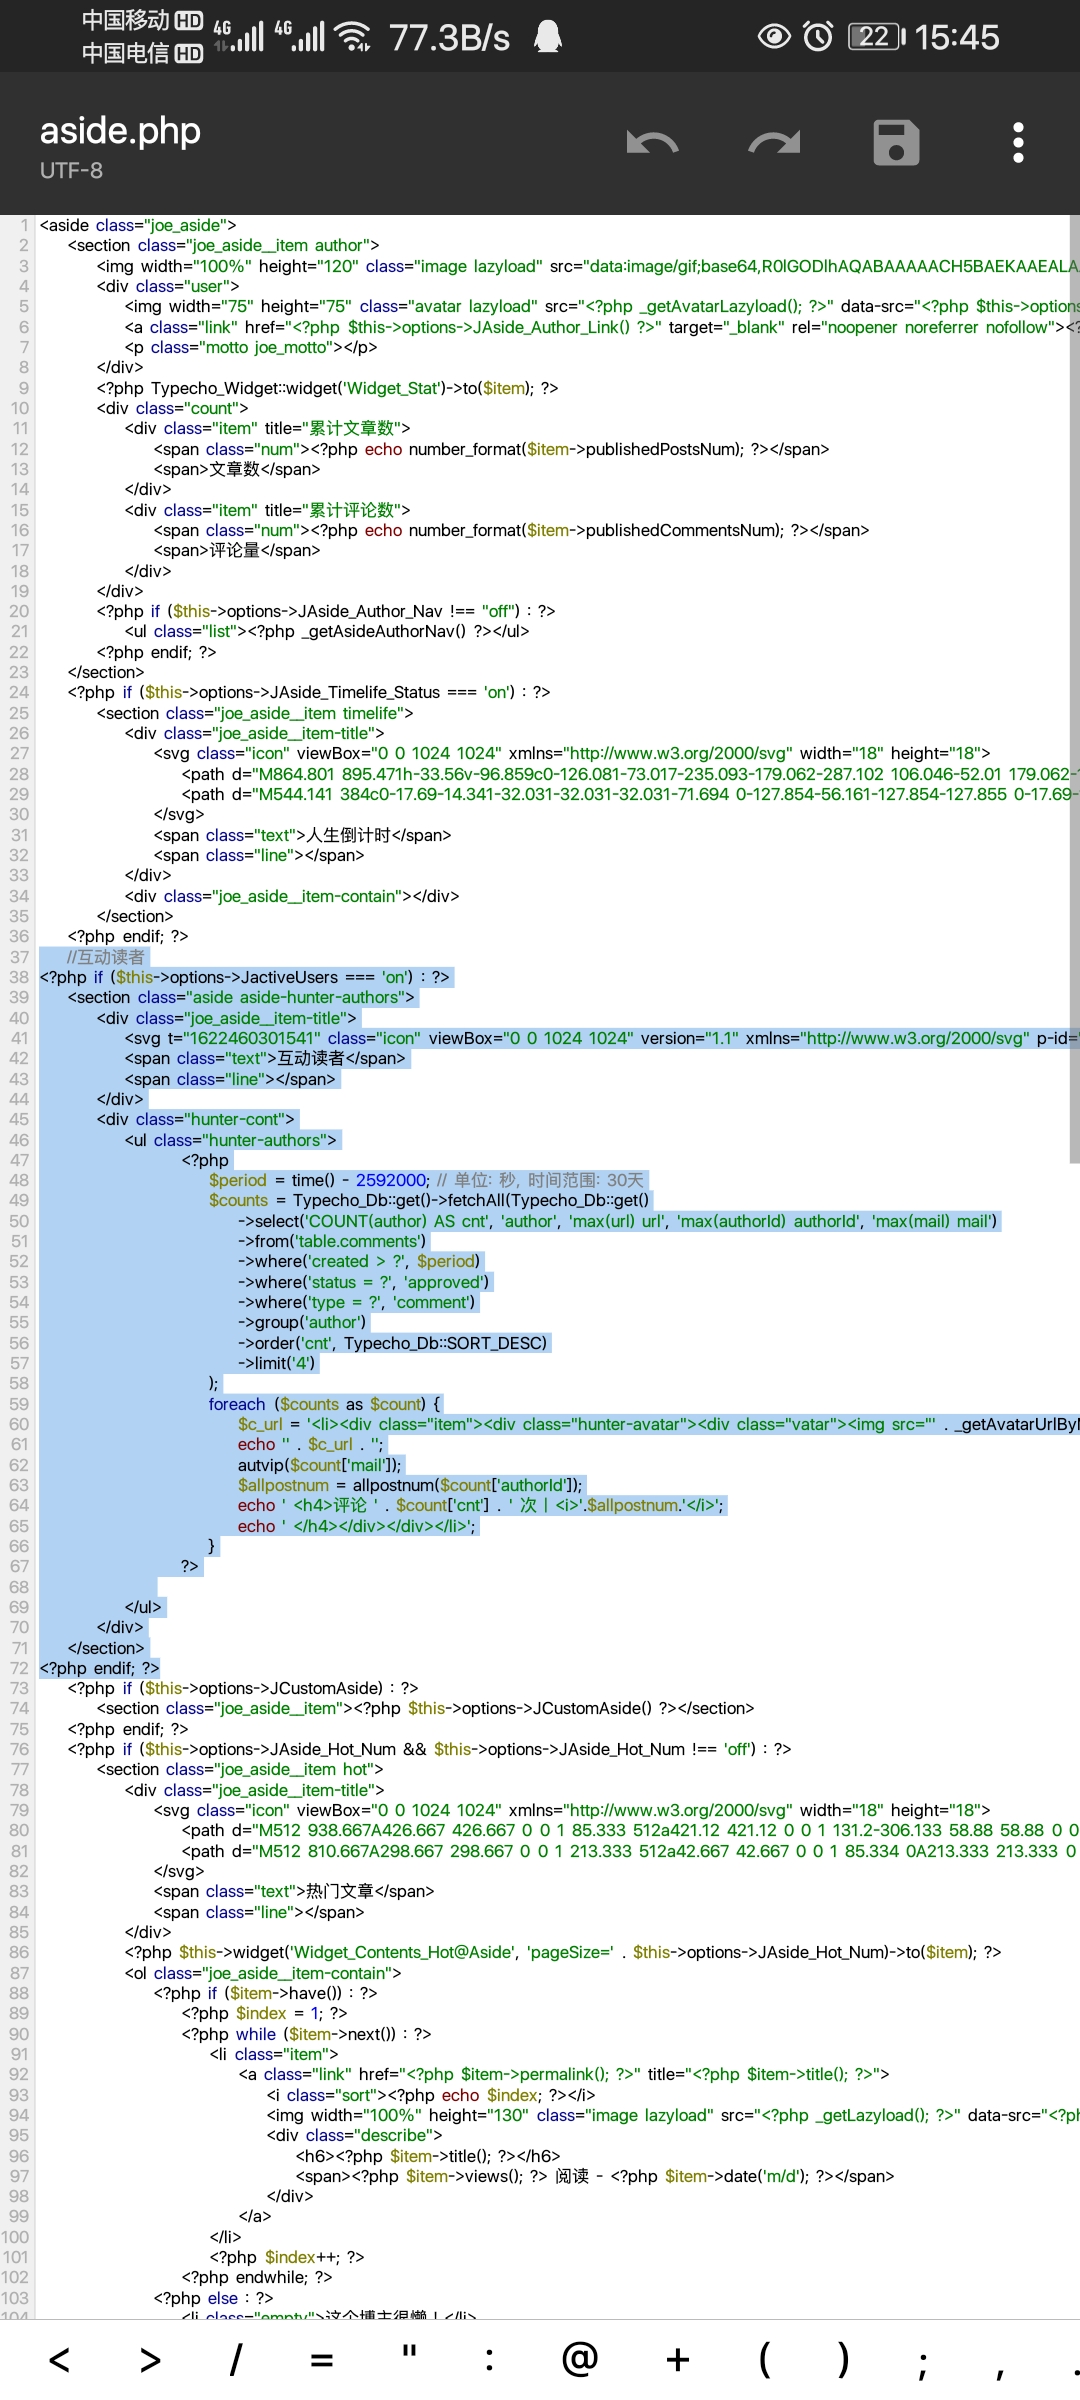 中国移动 HD 4G 4G 77.3B/s 22 15:45
中国电信 HD
aside.php
UTF-8
1 <aside class="joe_aside">
2 <section class="joe_aside__item author">
3 <img width="100%" height="120" class="image lazyload" src="data:image/gif;base64,R0lGODlhAQABAAAAACH5BAEKAAEALA
4 <div class="user">
5 <img width="75" height="75" class="avatar lazyload" src="<?php _getAvatarLazyload(); ?>" data-src="<?php $this->options
6 <a class="link" href="<?php $this->options->JAside_Author_Link() ?>" target="_blank" rel="noopener noreferrer nofollow"><?
7 <p class="motto joe_motto"></p>
8 </div>
9 <?php Typecho_Widget::widget('Widget_Stat')->to($item); ?>
10 <div class="count">
11 <div class="item" title="累计文章数">
12 <span class="num"><?php echo number_format($item->publishedPostsNum); ?></span>
13 <span>文章数</span>
14 </div>
15 <div class="item" title="累计评论数">
16 <span class="num"><?php echo number_format($item->publishedCommentsNum); ?></span>
17 <span>评论量</span>
18 </div>
19 </div>
20 <?php if ($this->options->JAside_Author_Nav !== "off") : ?>
21 <ul class="list"><?php _getAsideAuthorNav() ?></ul>
22 <?php endif; ?>
23 </section>
24 <?php if ($this->options->JAside_Timelife_Status === 'on') : ?>
25 <section class="joe_aside__item timelife">
26 <div class="joe_aside__item-title">
27 <svg class="icon" viewBox="0 0 1024 1024" xmlns="http://www.w3.org/2000/svg" width="18" height="18">
28 <path d="M864.801 895.471h-33.56v-96.859c0-126.081-73.017-235.093-179.062-287.102 106.046-52.01 179.062-
29 <path d="M544.141 384c0-17.69-14.341-32.031-32.031-32.031-71.694 0-127.854-56.161-127.854-127.855 0-17.69-
30 </svg>
31 <span class="text">人生倒计时</span>
32 <span class="line"></span>
33 </div>
34 <div class="joe_aside__item-contain"></div>
35 </section>
36 <?php endif; ?>
37 //互动读者
38 <?php if ($this->options->JactiveUsers === 'on') : ?>
39 <section class="aside aside-hunter-authors">
40 <div class="joe_aside__item-title">
41 <svg t="1622460301541" class="icon" viewBox="0 0 1024 1024" version="1.1" xmlns="http://www.w3.org/2000/svg" p-id=
42 <span class="text">互动读者</span>
43 <span class="line"></span>
44 </div>
45 <div class="hunter-cont">
46 <ul class="hunter-authors">
47 <?php
48 $period = time() - 2592000; // 单位: 秒, 时间范围: 30天
49 $counts = Typecho_Db::get()->fetchAll(Typecho_Db::get()
50 ->select('COUNT(author) AS cnt', 'author', 'max(url) url', 'max(authorId) authorId', 'max(mail) mail')
51 ->from('table.comments')
52 ->where('created > ?', $period)
53 ->where('status = ?', 'approved')
54 ->where('type = ?', 'comment')
55 ->group('author')
56 ->order('cnt', Typecho_Db::SORT_DESC)
57 ->limit('4')
58 );
59 foreach ($counts as $count) {
60 $c_url = '<li><div class="item"><div class="hunter-avatar"><div class="vatar"><img src="' . _getAvatarUrlBy
61 echo '' . $c_url . '';
62 autvip($count['mail']);
63 $allpostnum = allpostnum($count['authorId']);
64 echo ' <h4>评论 ' . $count['cnt'] . ' 次 | <i>'.$allpostnum.'</i>';
65 echo ' </h4></div></div></li>';
66 }
67 ?>
68
69 </ul>
70 </div>
71 </section>
72 <?php endif; ?>
73 <?php if ($this->options->JCustomAside) : ?>
74 <section class="joe_aside__item"><?php $this->options->JCustomAside() ?></section>
75 <?php endif; ?>
76 <?php if ($this->options->JAside_Hot_Num && $this->options->JAside_Hot_Num !== 'off') : ?>
77 <section class="joe_aside__item hot">
78 <div class="joe_aside__item-title">
79 <svg class="icon" viewBox="0 0 1024 1024" xmlns="http://www.w3.org/2000/svg" width="18" height="18">
80 <path d="M512 938.667A426.667 426.667 0 0 1 85.333 512a421.12 421.12 0 0 1 131.2-306.133 58.88 58.88 0 0
81 <path d="M512 810.667A298.667 298.667 0 0 1 213.333 512a42.667 42.667 0 0 1 85.334 0A213.333 213.333 0
82 </svg>
83 <span class="text">热门文章</span>
84 <span class="line"></span>
85 </div>
86 <?php $this->widget('Widget_Contents_Hot@Aside', 'pageSize=' . $this->options->JAside_Hot_Num)->to($item); ?>
87 <ol class="joe_aside__item-contain">
88 <?php if ($item->have()) : ?>
89 <?php $index = 1; ?>
90 <?php while ($item->next()) : ?>
91 <li class="item">
92 <a class="link" href="<?php $item->permalink(); ?>" title="<?php $item->title(); ?>">
93 <i class="sort"><?php echo $index; ?></i>
94 <img width="100%" height="130" class="image lazyload" src="<?php _getLazyload(); ?>" data-src="<?p
95 <div class="describe">
96 <h6><?php $item->title(); ?></h6>
97 <span><?php $item->views(); ?> 阅读 - <?php $item->date('m/d'); ?></span>
98 </div>
99 </a>
100 </li>
101 <?php $index++; ?>
102 <?php endwhile; ?>
103 <?php else : ?>
104 <li class="empty">这个博主很懒！</li>
< > / = " : @ + ( ) ; , .